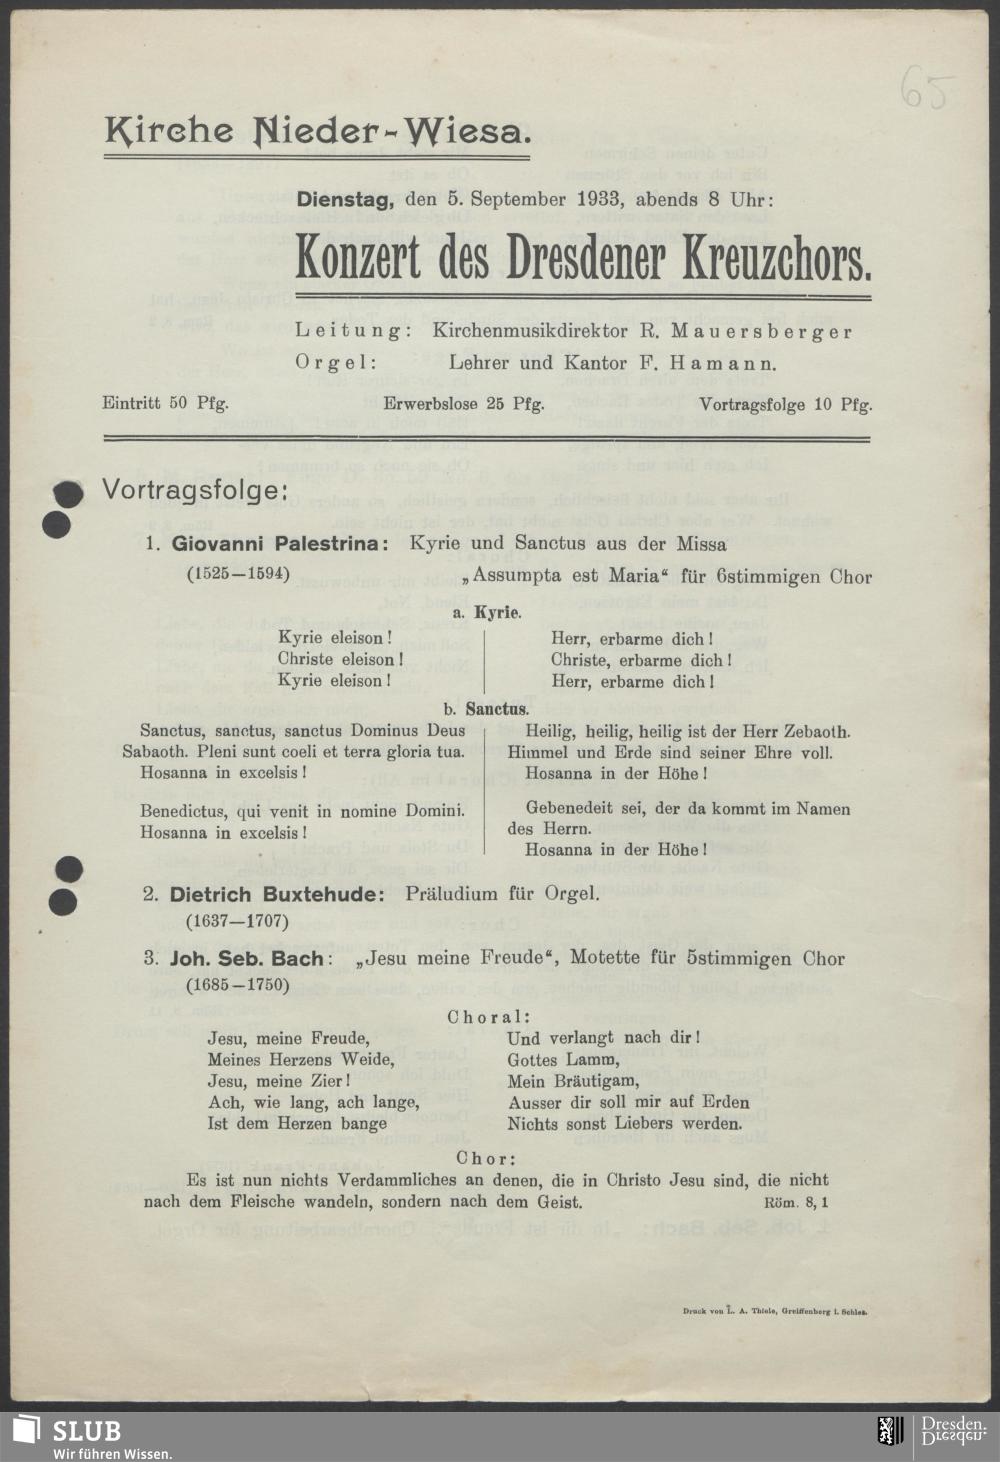 65
Kirche Nieder-Wiesa.
Dienstag, den 5. September 1933, abends 8 Uhr:
Konzert des Dresdener Kreuzchors.
Leitung: Kirchenmusikdirektor R. Mauersberger
Orgel: Lehrer und Kantor F. Hamann.
Eintritt 50 Pfg. Erwerbslose 25 Pfg. Vortragsfolge 10 Pfg.
Vortragsfolge:
1. Giovanni Palestrina: Kyrie und Sanctus aus der Missa
(1525—1594) „Assumpta est Maria“ für 6stimmigen Chor
a. Kyrie.
Kyrie eleison!
Christe eleison!
Kyrie eleison!
Herr, erbarme dich!
Christe, erbarme dich!
Herr, erbarme dich!
b. Sanctus.
Sanctus, sanctus, sanctus Dominus Deus
Sabaoth. Pleni sunt coeli et terra gloria tua.
Hosanna in excelsis!
Benedictus, qui venit in nomine Domini.
Hosanna in excelsis!
Heilig, heilig, heilig ist der Herr Zebaoth.
Himmel und Erde sind seiner Ehre voll.
Hosanna in der Höhe!
Gebenedeit sei, der da kommt im Namen
des Herrn.
Hosanna in der Höhe!
2. Dietrich Buxtehude: Präludium für Orgel.
(1637—1707)
3. Joh. Seb. Bach: „Jesu meine Freude“, Motette für 5stimmigen Chor
(1685—1750)
Choral:
Jesu, meine Freude,
Meines Herzens Weide,
Jesu, meine Zier!
Ach, wie lang, ach lange,
Ist dem Herzen bange
Und verlangt nach dir!
Gottes Lamm,
Mein Bräutigam,
Ausser dir soll mir auf Erden
Nichts sonst Liebers werden.
Chor:
Es ist nun nichts Verdammliches an denen, die in Christo Jesu sind, die nicht
nach dem Fleische wandeln, sondern nach dem Geist. Röm. 8, 1
Druck von L. A. Thiele, Greiffenberg i. Schles.
SLUB
Wir führen Wissen.
Dresden.
Dresden.